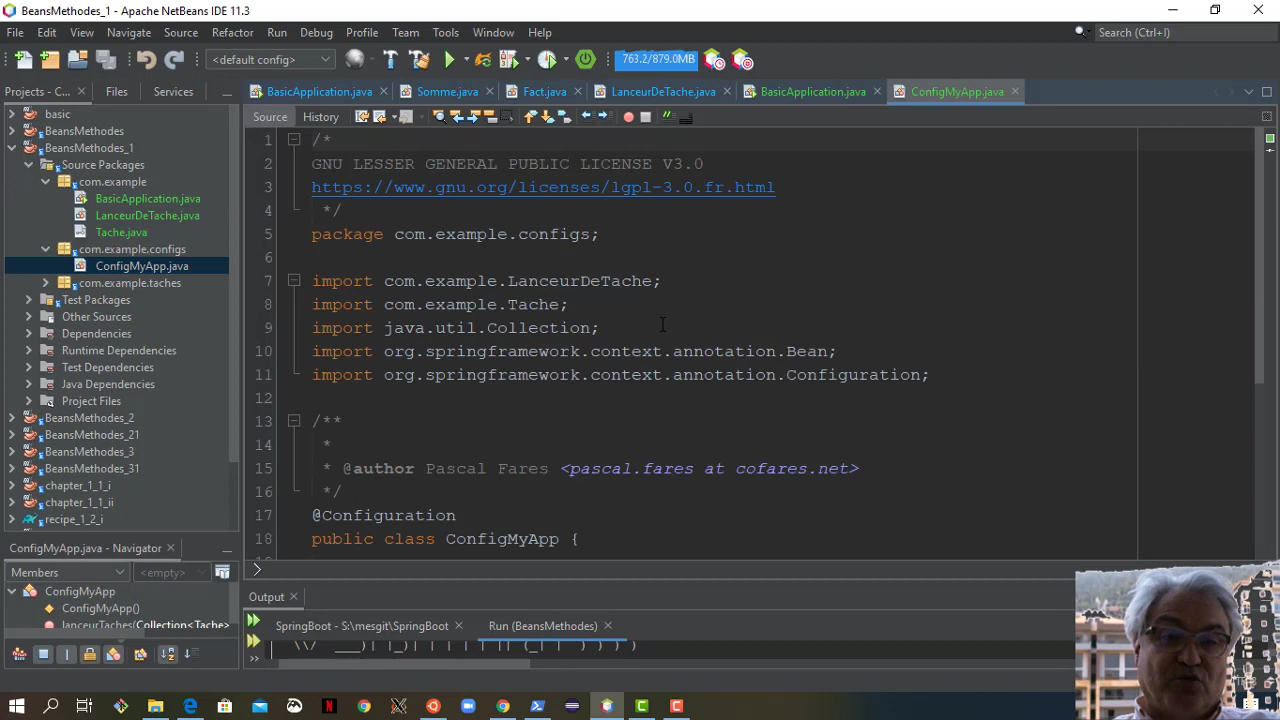 BeansMethodes_1 - Apache NetBeans IDE 11.3
File Edit View Navigate Source Refactor Run Debug Profile Team Tools Window Help
Search (Ctrl+I)
<default config>
763.2/879.0MB
Projects - C...
Files
Services
BasicApplication.java
Somme.java
Fact.java
LanceurDeTache.java
BasicApplication.java
ConfigMyApp.java
Source
History
basic
BeansMethodes
BeansMethodes_1
Source Packages
com.example
BasicApplication.java
LanceurDeTache.java
Tache.java
com.example.configs
ConfigMyApp.java
com.example.taches
Test Packages
Other Sources
Dependencies
Runtime Dependencies
Test Dependencies
Java Dependencies
Project Files
BeansMethodes_2
BeansMethodes_21
BeansMethodes_3
BeansMethodes_31
chapter_1_1_i
chapter_1_1_ii
recipe_1_2_i
1 /*
2 GNU LESSER GENERAL PUBLIC LICENSE V3.0
3 https://www.gnu.org/licenses/lgpl-3.0.fr.html
4 */
5 package com.example.configs;
6
7 import com.example.LanceurDeTache;
8 import com.example.Tache;
9 import java.util.Collection;
10 import org.springframework.context.annotation.Bean;
11 import org.springframework.context.annotation.Configuration;
12
13 /**
14 *
15 * @author Pascal Fares <pascal.fares at cofares.net>
16 */
17 @Configuration
18 public class ConfigMyApp {
ConfigMyApp.java - Navigator
Members
<empty>
ConfigMyApp
ConfigMyApp()
lanceurTaches(Collection<Tache>
Output
SpringBoot - S:\mesgit\SpringBoot
Run (BeansMethodes)
\\/ ___)| |_)| | | | | || (_| | ) ) ) )